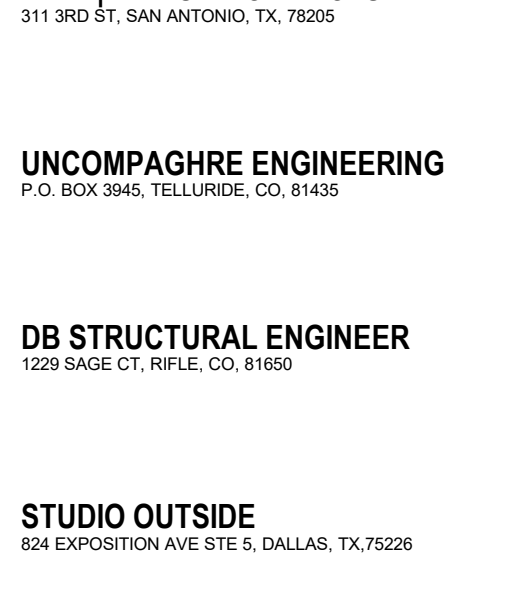 311 3RD ST, SAN ANTONIO, TX, 78205
UNCOMPAGHRE ENGINEERING
P.O. BOX 3945, TELLURIDE, CO, 81435
DB STRUCTURAL ENGINEER
1229 SAGE CT, RIFLE, CO, 81650
STUDIO OUTSIDE
824 EXPOSITION AVE STE 5, DALLAS, TX,75226